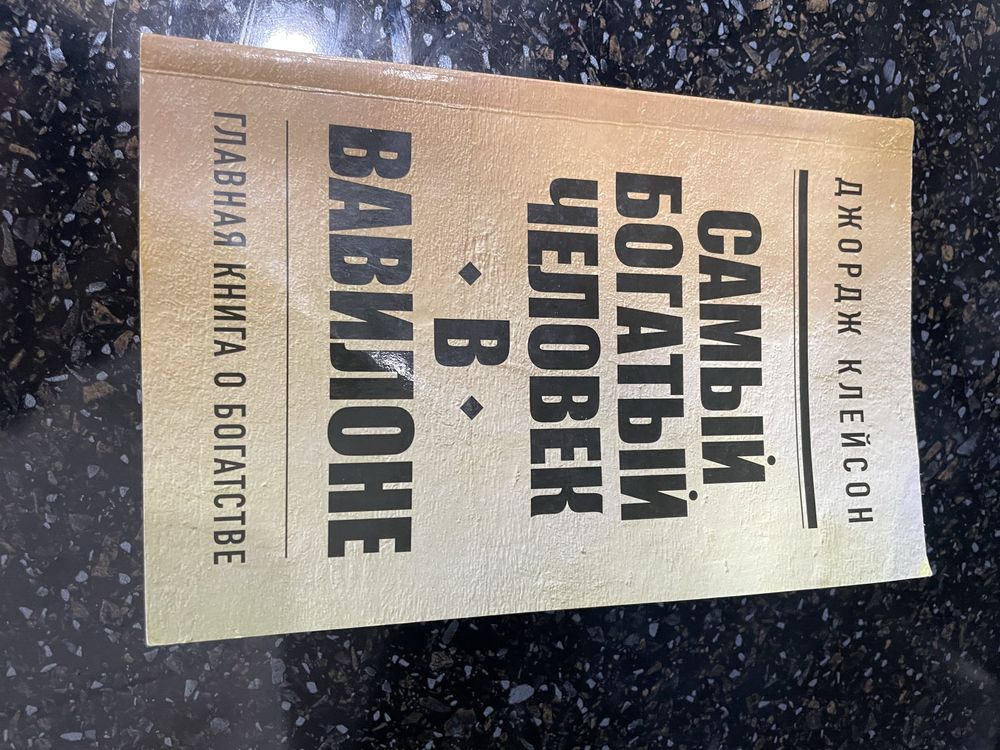 ДЖОРДЖ КЛЕЙСОН
САМЫЙ
БОГАТЫЙ
ЧЕЛОВЕК
В
ВАВИЛОНЕ
ГЛАВНАЯ КНИГА О БОГАТСТВЕ